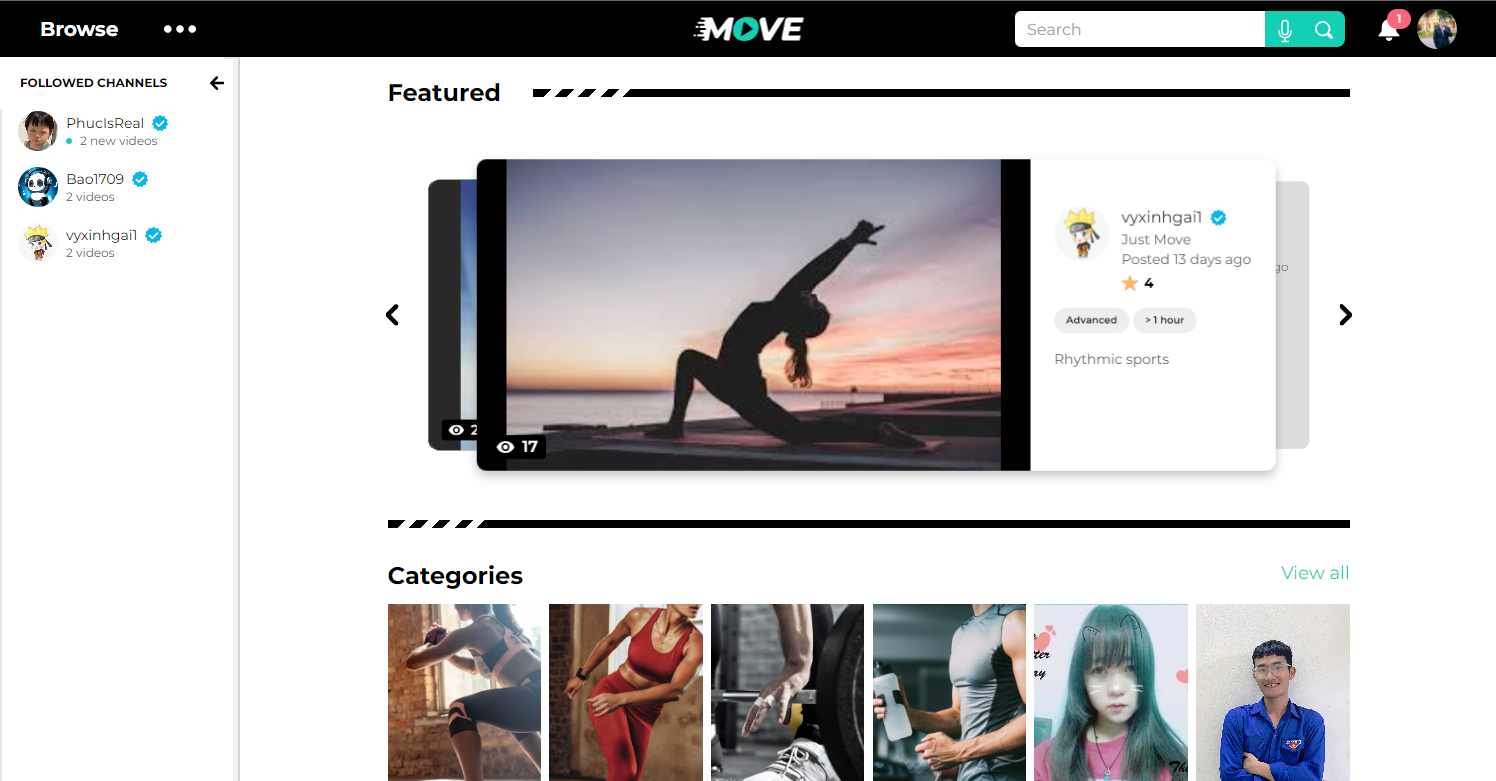 Browse
MOVE
Search
1
FOLLOWED CHANNELS
PhucIsReal
2 new videos
Bao1709
2 videos
vyxinhgai1
2 videos
Featured
vyxinhgai1
Just Move
Posted 13 days ago
go
4
Advanced
> 1 hour
Rhythmic sports
2
17
Categories
View all